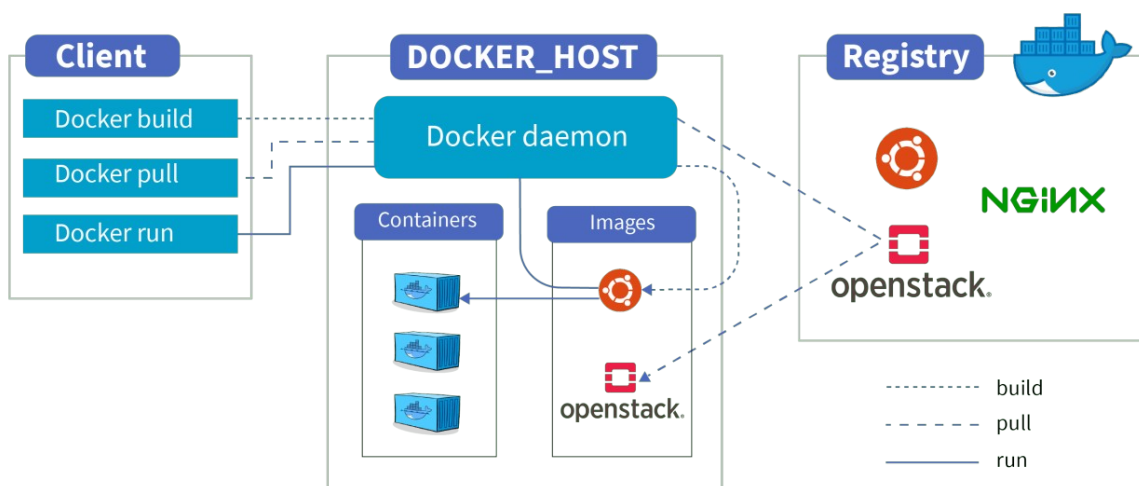 Client
Docker build
Docker pull
Docker run
DOCKER_HOST
Docker daemon
Containers
Images
openstack.
Registry
NGINX
openstack.
build
pull
run